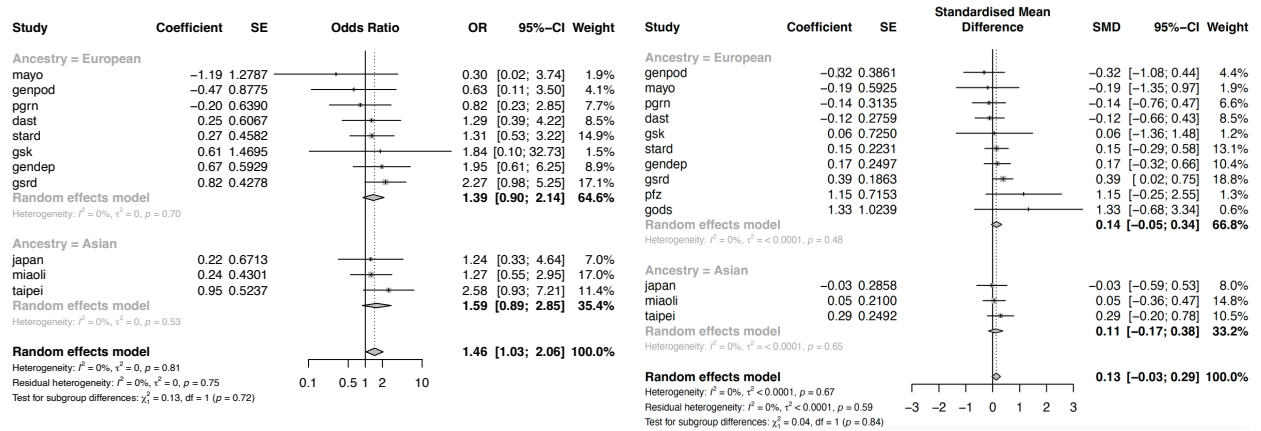 Study Coefficient SE Odds Ratio OR 95%−CI Weight
Ancestry = European
mayo −1.19 1.2787 0.30 [0.02; 3.74] 1.9%
genpod −0.47 0.8775 0.63 [0.11; 3.50] 4.1%
pgrn −0.20 0.6390 0.82 [0.23; 2.85] 7.7%
dast 0.25 0.6067 1.29 [0.39; 4.22] 8.5%
stard 0.27 0.4582 1.31 [0.53; 3.22] 14.9%
gsk 0.61 1.4695 1.84 [0.10; 32.73] 1.5%
gendep 0.67 0.5929 1.95 [0.61; 6.25] 8.9%
gsrd 0.82 0.4278 2.27 [0.98; 5.25] 17.1%
Random effects model 1.39 [0.90; 2.14] 64.6%
Heterogeneity: I² = 0%, τ² = 0, p = 0.70
Ancestry = Asian
japan 0.22 0.6713 1.24 [0.33; 4.64] 7.0%
miaoli 0.24 0.4301 1.27 [0.55; 2.95] 17.0%
taipei 0.95 0.5237 2.58 [0.93; 7.21] 11.4%
Random effects model 1.59 [0.89; 2.85] 35.4%
Heterogeneity: I² = 0%, τ² = 0, p = 0.53
Random effects model 1.46 [1.03; 2.06] 100.0%
Heterogeneity: I² = 0%, τ² = 0, p = 0.81
Residual heterogeneity: I² = 0%, τ² = 0, p = 0.75
Test for subgroup differences: χ²₁ = 0.13, df = 1 (p = 0.72)
0.1 0.5 1 2 10
Standardised Mean
Study Coefficient SE Difference SMD 95%−CI Weight
Ancestry = European
genpod −0.32 0.3861 −0.32 [−1.08; 0.44] 4.4%
mayo −0.19 0.5925 −0.19 [−1.35; 0.97] 1.9%
pgrn −0.14 0.3135 −0.14 [−0.76; 0.47] 6.6%
dast −0.12 0.2759 −0.12 [−0.66; 0.43] 8.5%
gsk 0.06 0.7250 0.06 [−1.36; 1.48] 1.2%
stard 0.15 0.2231 0.15 [−0.29; 0.58] 13.1%
gendep 0.17 0.2497 0.17 [−0.32; 0.66] 10.4%
gsrd 0.39 0.1863 0.39 [0.02; 0.75] 18.8%
pfz 1.15 0.7153 1.15 [−0.25; 2.55] 1.3%
gods 1.33 1.0239 1.33 [−0.68; 3.34] 0.6%
Random effects model 0.14 [−0.05; 0.34] 66.8%
Heterogeneity: I² = 0%, τ² = < 0.0001, p = 0.48
Ancestry = Asian
japan −0.03 0.2858 −0.03 [−0.59; 0.53] 8.0%
miaoli 0.05 0.2100 0.05 [−0.36; 0.47] 14.8%
taipei 0.29 0.2492 0.29 [−0.20; 0.78] 10.5%
Random effects model 0.11 [−0.17; 0.38] 33.2%
Heterogeneity: I² = 0%, τ² = < 0.0001, p = 0.65
Random effects model 0.13 [−0.03; 0.29] 100.0%
Heterogeneity: I² = 0%, τ² < 0.0001, p = 0.67
Residual heterogeneity: I² = 0%, τ² < 0.0001, p = 0.59
Test for subgroup differences: χ²₁ = 0.04, df = 1 (p = 0.84)
−3 −2 −1 0 1 2 3